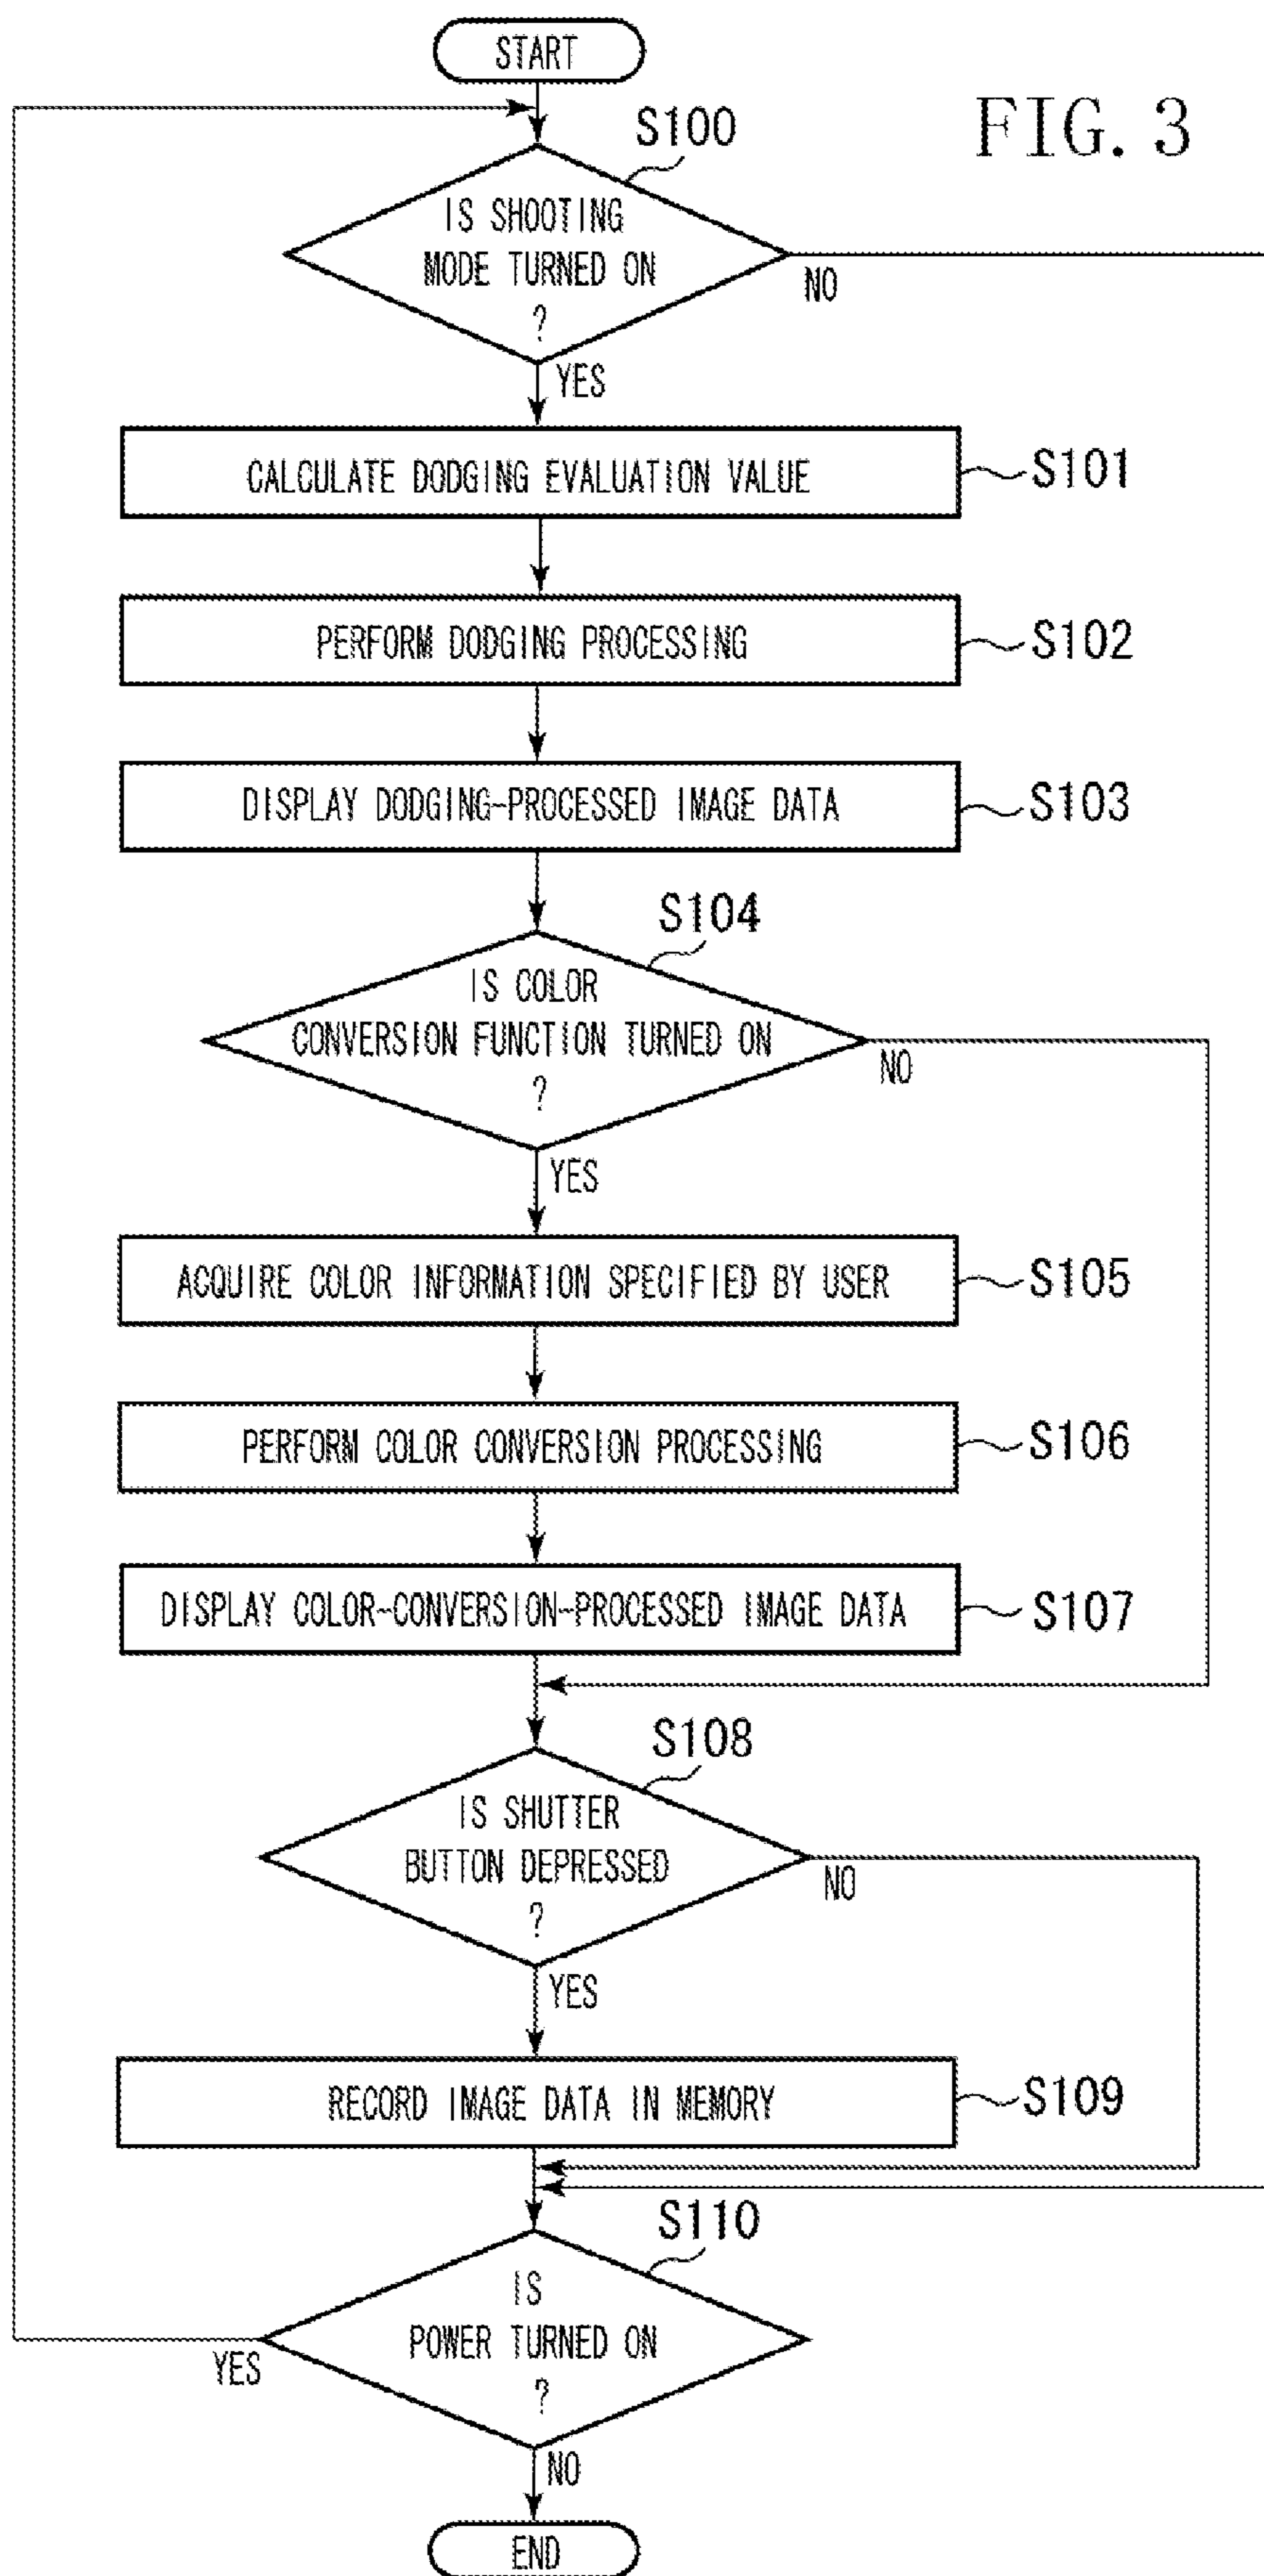 START
FIG. 3
S100
IS SHOOTING
MODE TURNED ON
?
NO
YES
CALCULATE DODGING EVALUATION VALUE
S101
PERFORM DODGING PROCESSING
S102
DISPLAY DODGING-PROCESSED IMAGE DATA
S103
S104
IS COLOR
CONVERSION FUNCTION TURNED ON
?
NO
YES
ACQUIRE COLOR INFORMATION SPECIFIED BY USER
S105
PERFORM COLOR CONVERSION PROCESSING
S106
DISPLAY COLOR-CONVERSION-PROCESSED IMAGE DATA
S107
S108
IS SHUTTER
BUTTON DEPRESSED
?
NO
YES
RECORD IMAGE DATA IN MEMORY
S109
S110
IS
POWER TURNED ON
?
YES
NO
END